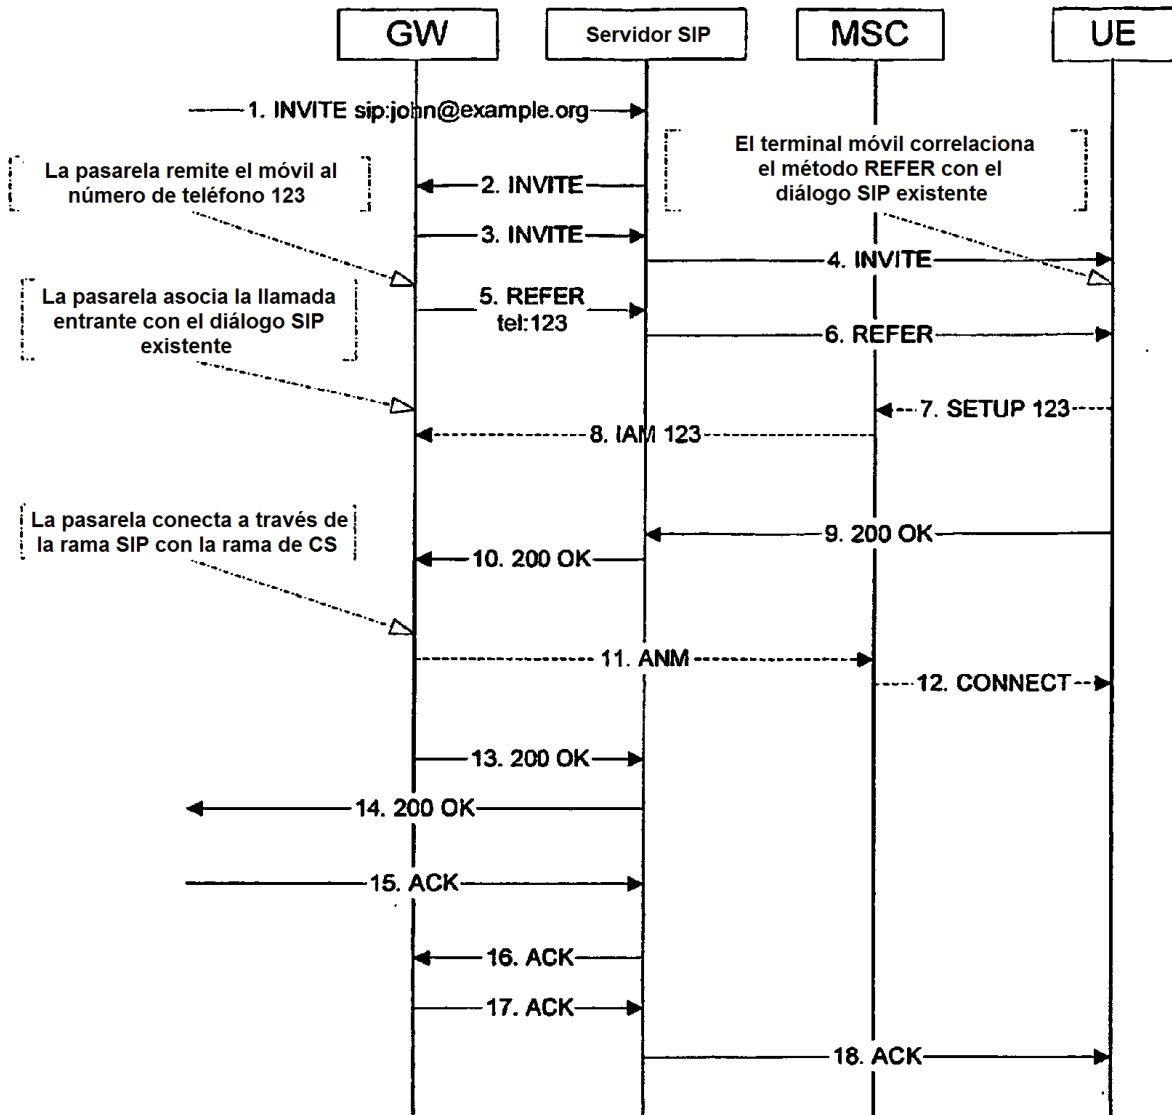 GW
Servidor SIP
MSC
UE
1. INVITE sip:john@example.org
El terminal móvil correlaciona
el método REFER con el
diálogo SIP existente
La pasarela remite el móvil al
número de teléfono 123
2. INVITE
3. INVITE
4. INVITE
La pasarela asocia la llamada
entrante con el diálogo SIP
existente
5. REFER
tel:123
6. REFER
7. SETUP 123
8. IAM 123
La pasarela conecta a través de
la rama SIP con la rama de CS
9. 200 OK
10. 200 OK
11. ANM
12. CONNECT
13. 200 OK
14. 200 OK
15. ACK
16. ACK
17. ACK
18. ACK